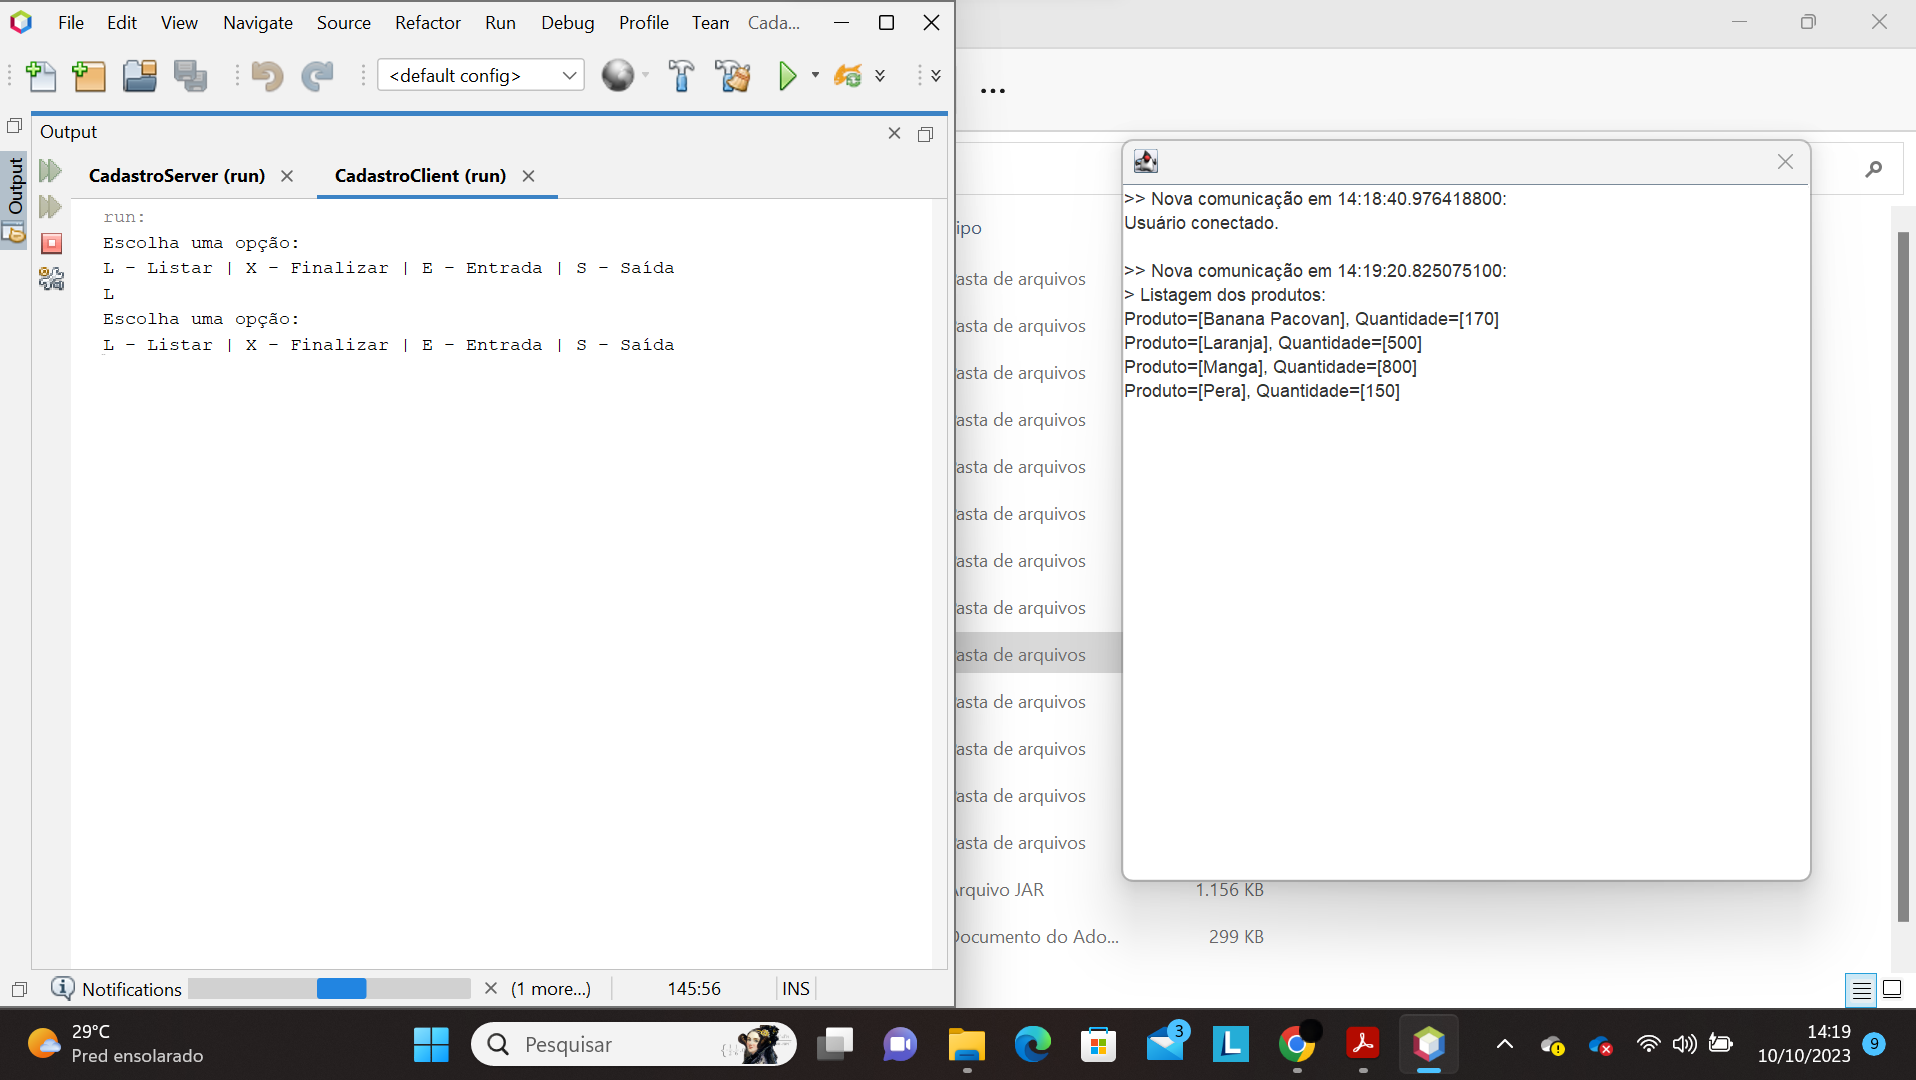 File Edit View Navigate Source Refactor Run Debug Profile Team Cada...
<default config>
Output
Output
CadastroServer (run)
CadastroClient (run)
run:
Escolha uma opção:
L - Listar | X - Finalizar | E - Entrada | S - Saída
L
Escolha uma opção:
L - Listar | X - Finalizar | E - Entrada | S - Saída
Notifications
(1 more...)
145:56
INS
...
>> Nova comunicação em 14:18:40.976418800:
Usuário conectado.
>> Nova comunicação em 14:19:20.825075100:
> Listagem dos produtos:
Produto=[Banana Pacovan], Quantidade=[170]
Produto=[Laranja], Quantidade=[500]
Produto=[Manga], Quantidade=[800]
Produto=[Pera], Quantidade=[150]
ipo
asta de arquivos
asta de arquivos
asta de arquivos
asta de arquivos
asta de arquivos
asta de arquivos
asta de arquivos
asta de arquivos
asta de arquivos
asta de arquivos
asta de arquivos
asta de arquivos
asta de arquivos
rquivo JAR 1.156 KB
Documento do Ado... 299 KB
29°C
Pred ensolarado
Pesquisar
3
L
14:19
10/10/2023
9